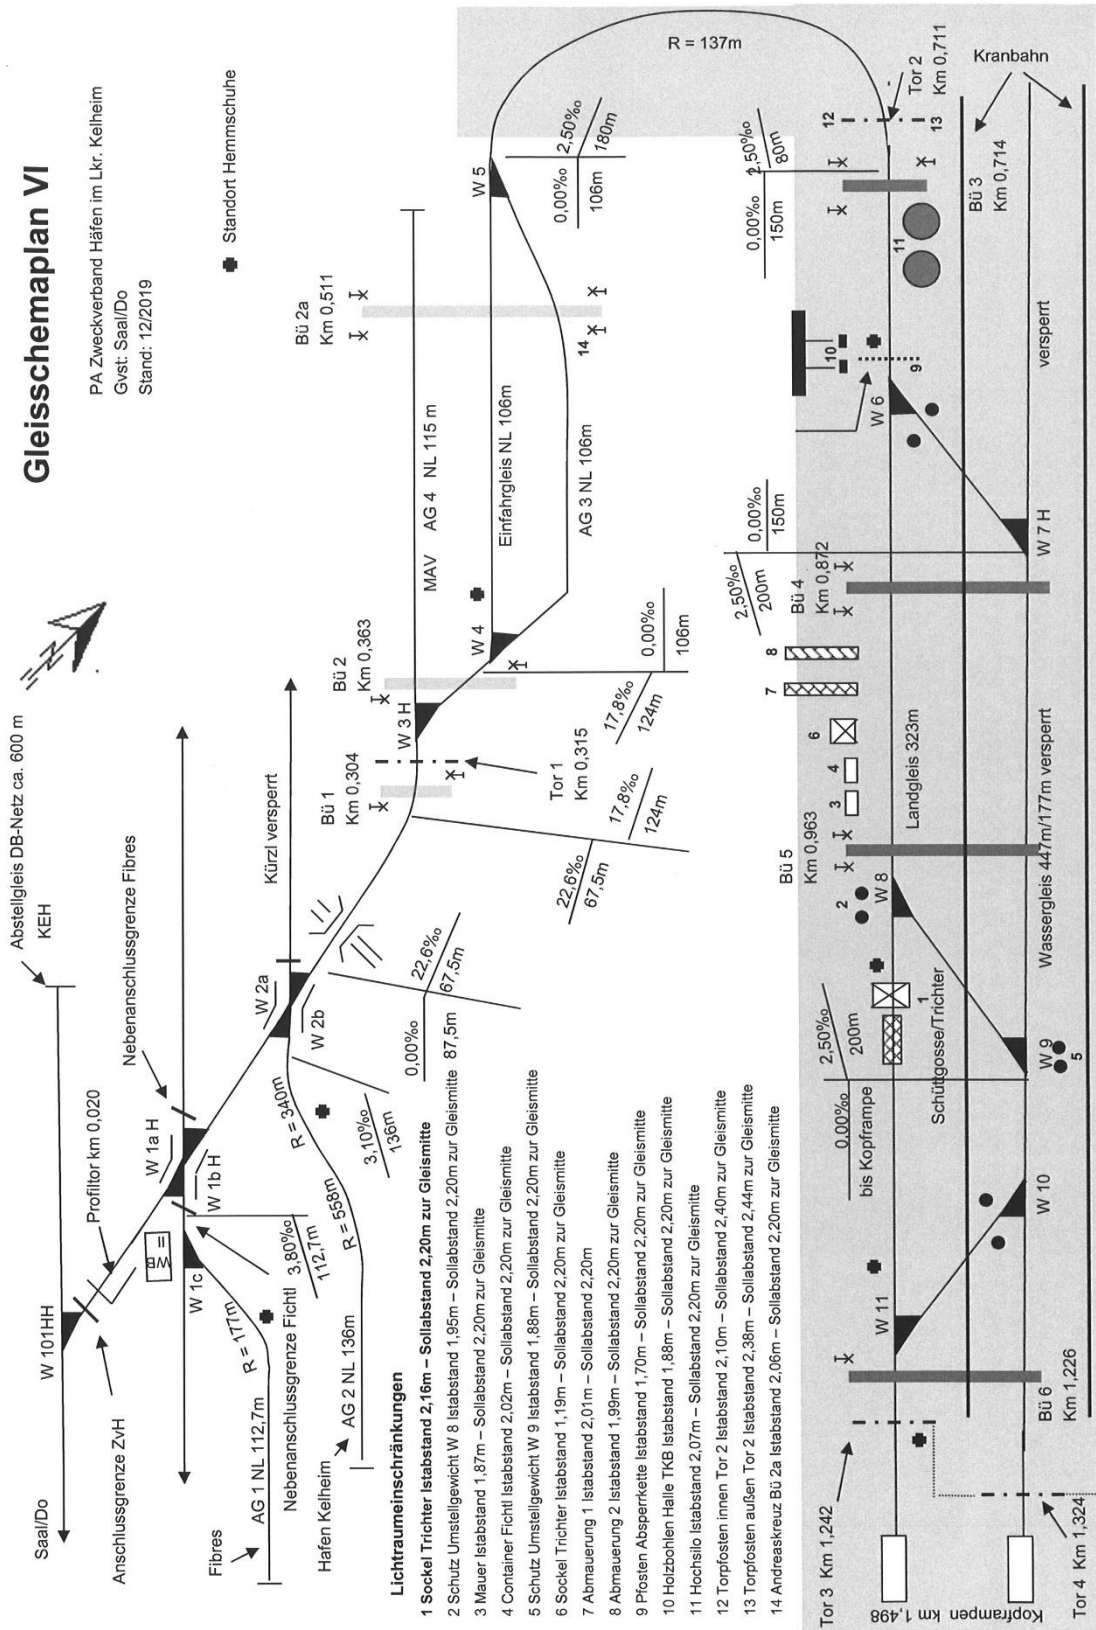 Gleisschemaplan VI
PA Zweckverband Häfen im Lkr. Kelheim
Gvst: Saal/Do
Stand: 12/2019
Standort Hemmschuhe
Saal/Do
W 101HH
Abstellgleis DB-Netz ca. 600 m
KEH
Anschlussgrenze ZvH
Profiltor km 0,020
WB
II
W 1a H
W 1b H
W 1c
Nebenanschlussgrenze Fibres
Nebenanschlussgrenze Fichtl
Fibres
AG 1 NL 112,7m
R = 177m
3,80‰
112,7m
Hafen Kelheim
AG 2 NL 136m
R = 558m
R = 340m
3,10‰
136m
W 2a
W 2b
Kürzl versperrt
0,00‰
87,5m
22,6‰
67,5m
22,6‰
67,5m
17,8‰
124m
Bü 1
Km 0,304
Tor 1
Km 0,315
W 3 H
Bü 2
Km 0,363
17,8‰
124m
0,00‰
106m
W 4
MAV AG 4 NL 115 m
Einfahrgleis NL 106m
AG 3 NL 106m
Bü 2a
Km 0,511
14
W 5
0,00‰
106m
2,50‰
180m
R = 137m
Lichtraumeinschränkungen
1 Sockel Trichter Istabstand 2,16m – Sollabstand 2,20m zur Gleismitte
2 Schutz Umstellgewicht W 8 Istabstand 1,95m – Sollabstand 2,20m zur Gleismitte
3 Mauer Istabstand 1,87m – Sollabstand 2,20m zur Gleismitte
4 Container Fichtl Istabstand 2,02m – Sollabstand 2,20m zur Gleismitte
5 Schutz Umstellgewicht W 9 Istabstand 1,88m – Sollabstand 2,20m zur Gleismitte
6 Sockel Trichter Istabstand 1,19m – Sollabstand 2,20m zur Gleismitte
7 Abmauerung 1 Istabstand 2,01m – Sollabstand 2,20m
8 Abmauerung 2 Istabstand 1,99m – Sollabstand 2,20m zur Gleismitte
9 Pfosten Absperrkette Istabstand 1,70m – Sollabstand 2,20m zur Gleismitte
10 Holzbohlen Halle TKB Istabstand 1,88m – Sollabstand 2,20m zur Gleismitte
11 Hochsilo Istabstand 2,07m – Sollabstand 2,20m zur Gleismitte
12 Torpfosten innen Tor 2 Istabstand 2,10m – Sollabstand 2,40m zur Gleismitte
13 Torpfosten außen Tor 2 Istabstand 2,38m – Sollabstand 2,44m zur Gleismitte
14 Andreaskreuz Bü 2a Istabstand 2,06m – Sollabstand 2,20m zur Gleismitte
Tor 3 Km 1,242
Kopframpen km 1,498
Tor 4 Km 1,324
Bü 6
Km 1,226
W 11
W 10
0,00‰
bis Kopframpe
2,50‰
200m
Schüttgosse/Trichter
1
W 9
5
W 8
2
Bü 5
Km 0,963
3
4
6
7
8
Landgleis 323m
Wassergleis 447m/177m versperrt
Bü 4
Km 0,872
2,50‰
200m
0,00‰
150m
W 7 H
W 6
9
10
11
versperrt
0,00‰
150m
2,50‰
80m
Bü 3
Km 0,714
12
13
Tor 2
Km 0,711
Kranbahn